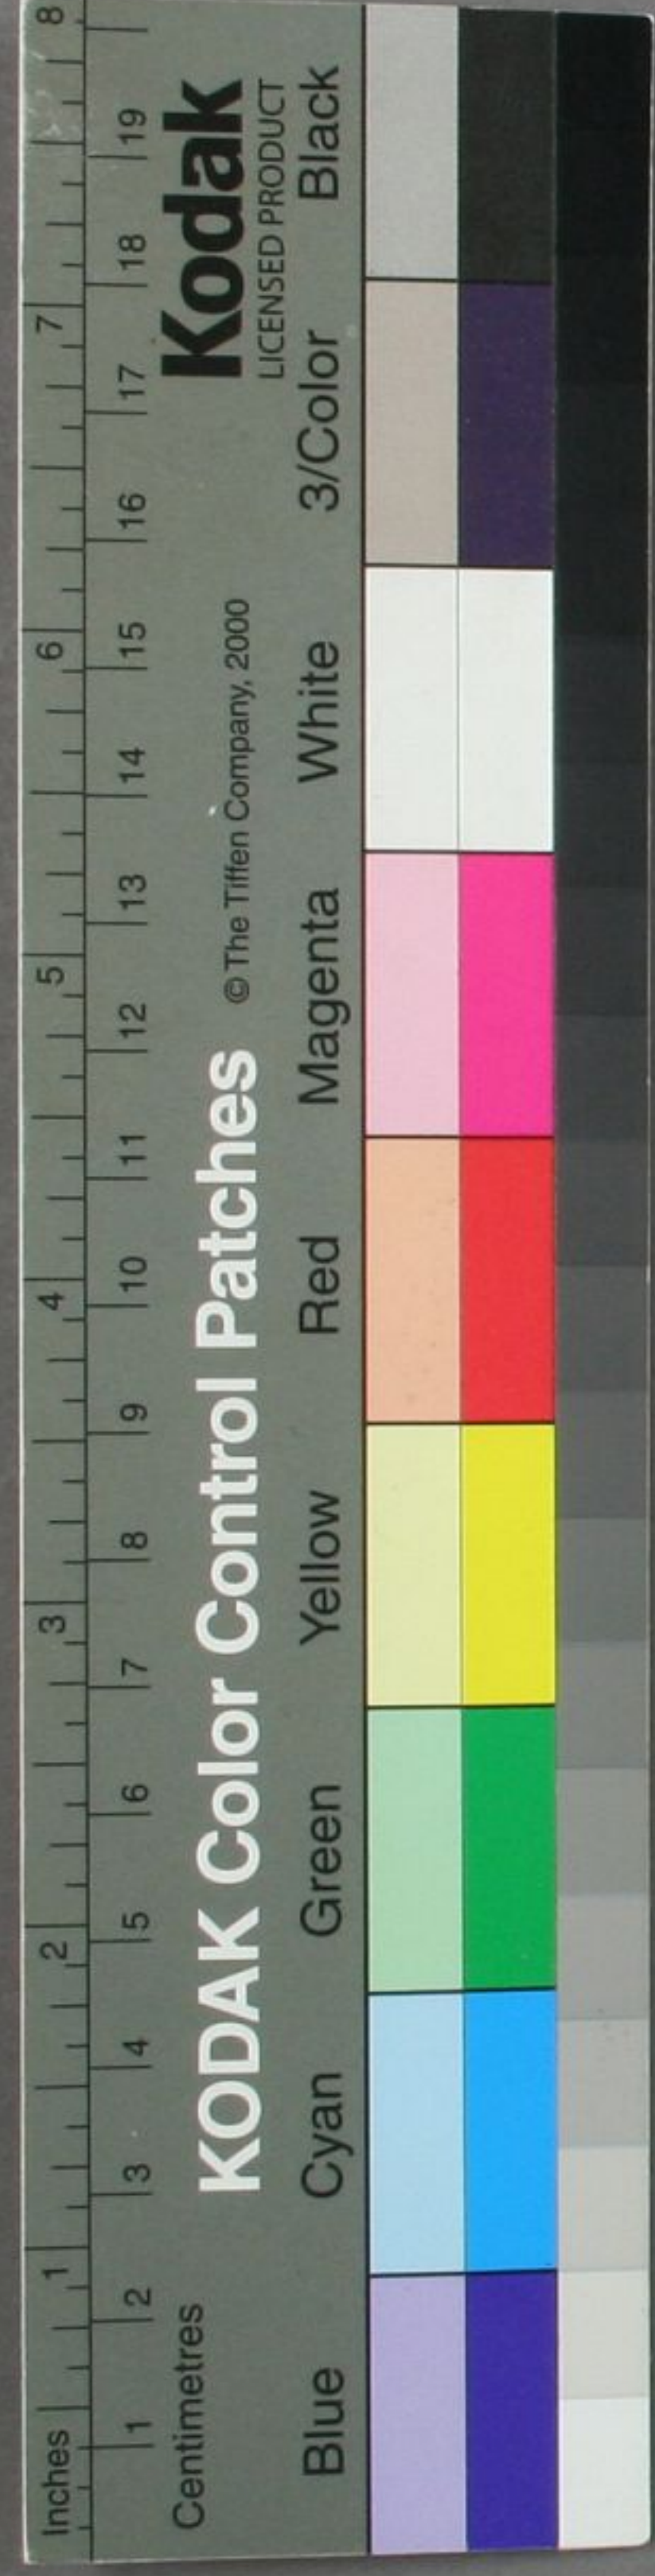 Inches 1 2 3 4 5 6 7 8
1 2 3 4 5 6 7 8 9 10 11 12 13 14 15 16 17 18 19
Centimetres
KODAK Color Control Patches © The Tiffen Company, 2000
Kodak
LICENSED PRODUCT
Blue Cyan Green Yellow Red Magenta White 3/Color Black